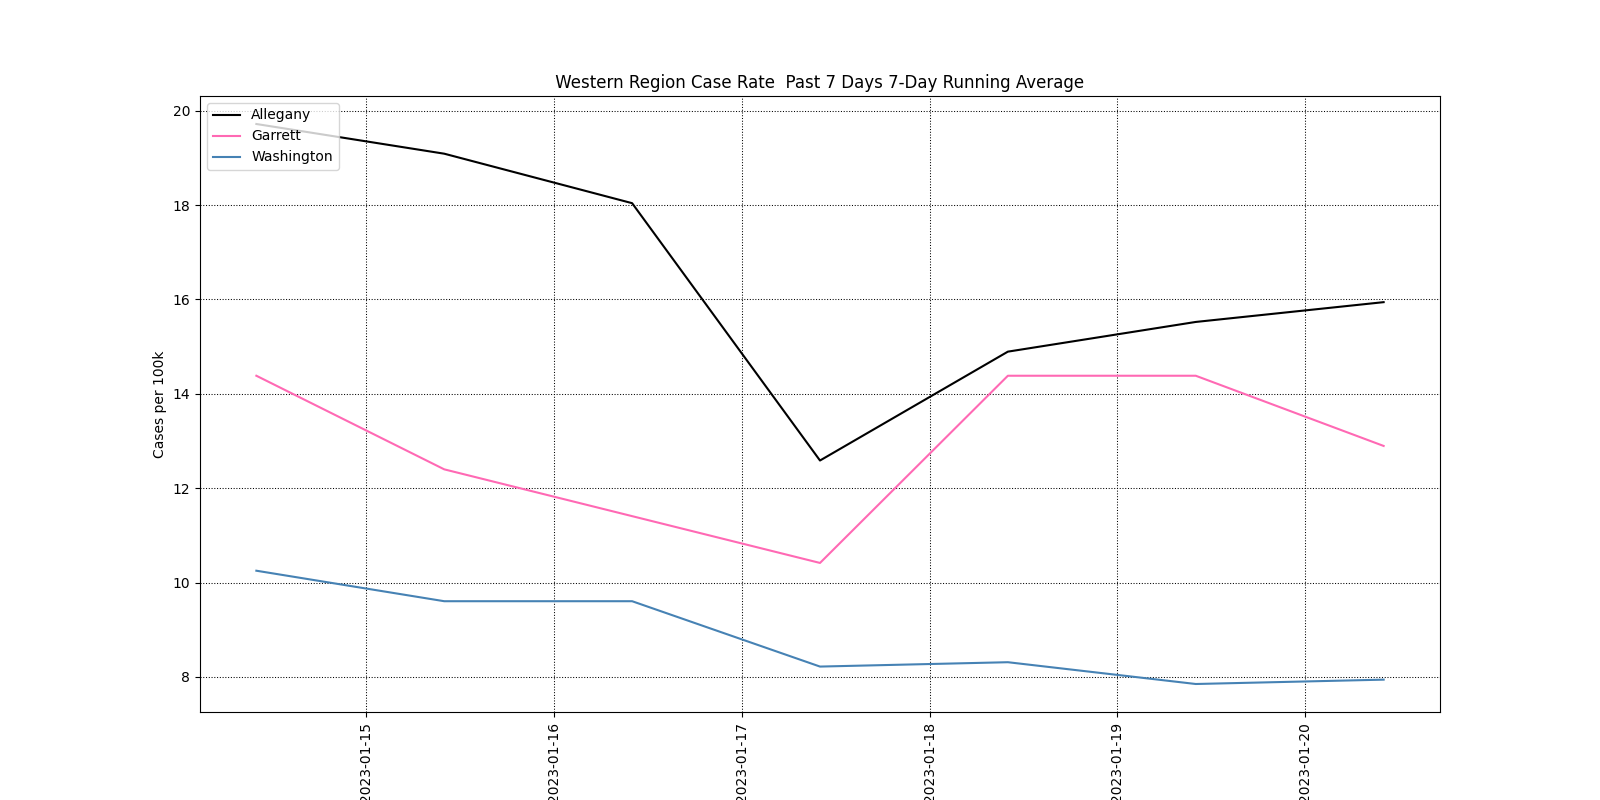 Western Region Case Rate  Past 7 Days 7-Day Running Average
Allegany
Garrett
Washington
Cases per 100k
20
18
16
14
12
10
8
2023-01-15
2023-01-16
2023-01-17
2023-01-18
2023-01-19
2023-01-20